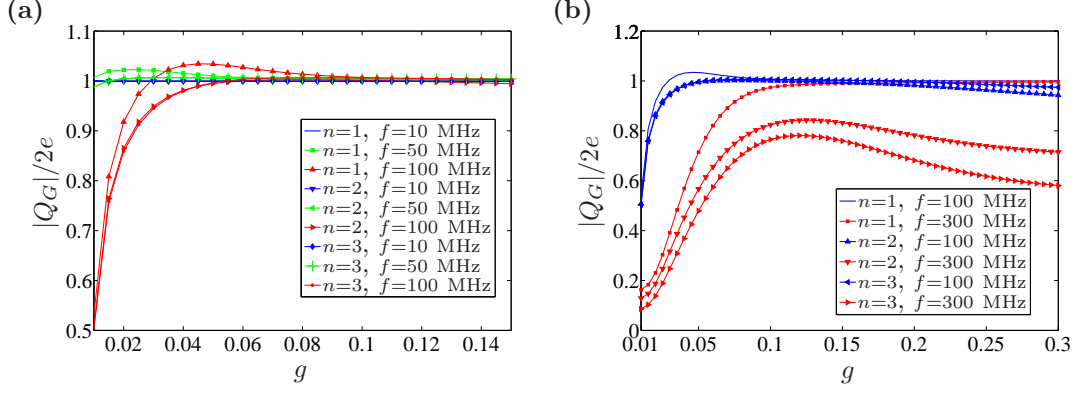 (a)
1.1
1
0.9
0.8
0.7
0.6
0.5
|Q_G|/2e
n=1, f=10 MHz
n=1, f=50 MHz
n=1, f=100 MHz
n=2, f=10 MHz
n=2, f=50 MHz
n=2, f=100 MHz
n=3, f=10 MHz
n=3, f=50 MHz
n=3, f=100 MHz
0.02 0.04 0.06 0.08 0.1 0.12 0.14
g
(b)
1.2
1
0.8
0.6
0.4
0.2
0
|Q_G|/2e
n=1, f=100 MHz
n=1, f=300 MHz
n=2, f=100 MHz
n=2, f=300 MHz
n=3, f=100 MHz
n=3, f=300 MHz
0.01 0.05 0.1 0.15 0.2 0.25 0.3
g